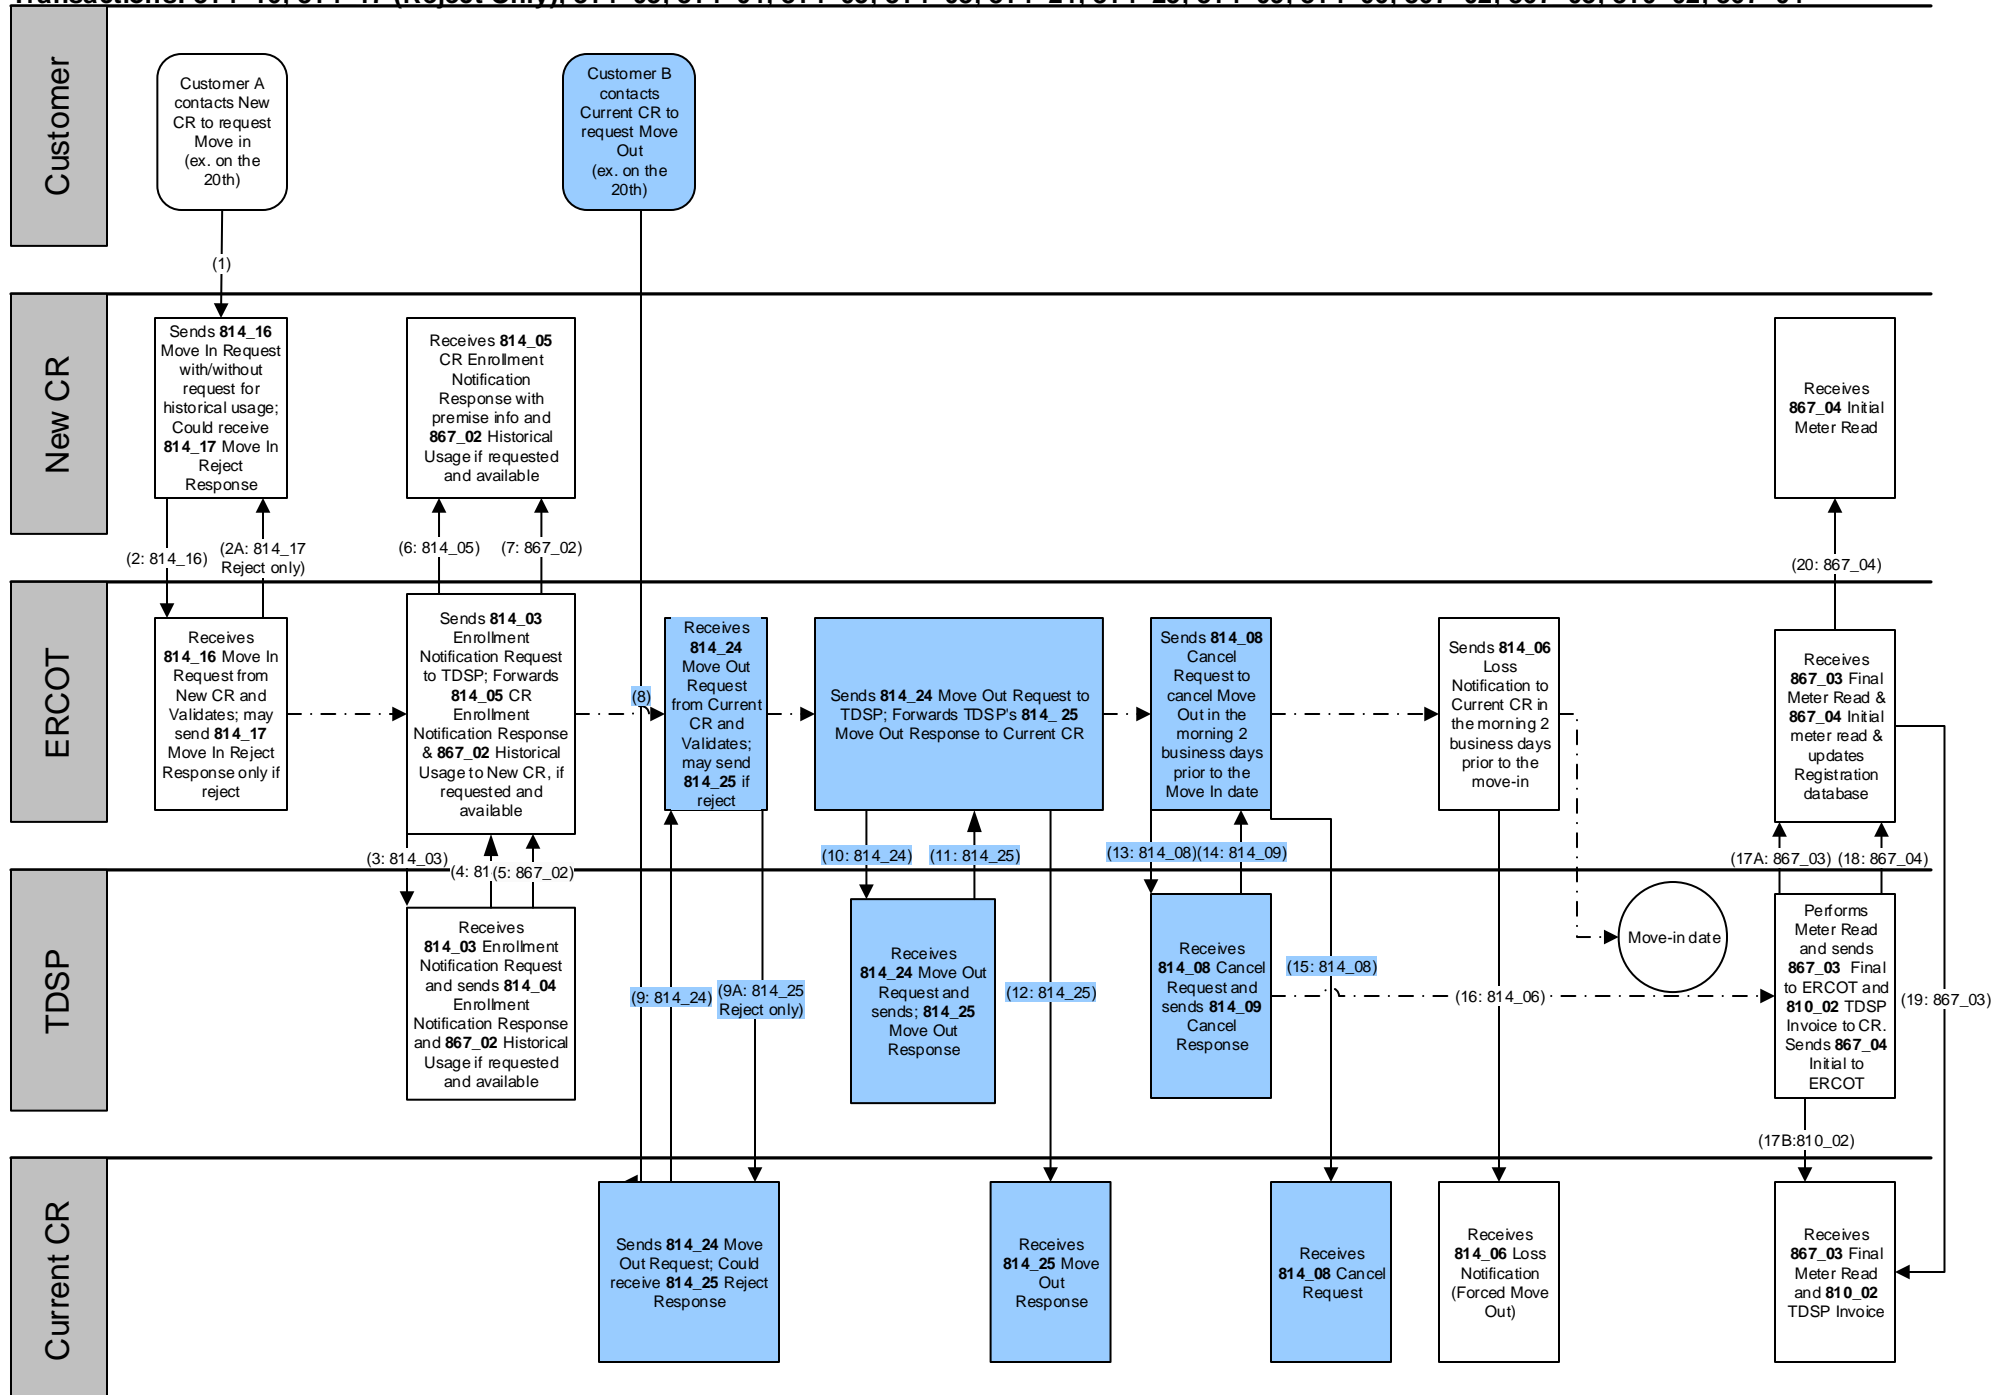 Customer
Customer A
contacts New
CR to request
Move in
(ex. on the
20th)
Customer B
contacts
Current CR to
request Move
Out
(ex. on the
20th)
(1)
New CR
Sends 814_16
Move In Request
with/without
request for
historical usage;
Could receive
814_17 Move In
Reject
Response
Receives 814_05
CR Enrollment
Notification
Response with
premise info and
867_02 Historical
Usage if requested
and available
Receives
867_04 Initial
Meter Read
(2: 814_16)
(2A: 814_17
Reject only)
(6: 814_05)
(7: 867_02)
(20: 867_04)
ERCOT
Receives
814_16 Move In
Request from
New CR and
Validates; may
send 814_17
Move In Reject
Response only if
reject
Sends 814_03
Enrollment
Notification Request
to TDSP; Forwards
814_05 CR
Enrollment
Notification Response
& 867_02 Historical
Usage to New CR, if
requested and
available
(8)
Receives
814_24
Move Out
Request
from Current
CR and
Validates;
may send
814_25 if
reject
Sends 814_24 Move Out Request to
TDSP; Forwards TDSP's 814_ 25
Move Out Response to Current CR
Sends 814_08
Cancel
Request to
cancel Move
Out in the
morning 2
business days
prior to the
Move In date
Sends 814_06
Loss
Notification to
Current CR in
the morning 2
business days
prior to the
move-in
Receives
867_03 Final
Meter Read &
867_04 Initial
meter read &
updates
Registration
database
(3: 814_03)
(4: 81
(5: 867_02)
(10: 814_24)
(11: 814_25)
(13: 814_08)
(14: 814_09)
(17A: 867_03)
(18: 867_04)
TDSP
Receives
814_03 Enrollment
Notification Request
and sends 814_04
Enrollment
Notification Response
and 867_02 Historical
Usage if requested
and available
(9: 814_24)
(9A: 814_25
Reject only)
Receives
814_24 Move Out
Request and
sends; 814_25
Move Out
Response
(12: 814_25)
Receives
814_08 Cancel
Request and
sends 814_09
Cancel
Response
(15: 814_08)
(16: 814_06)
Move-in date
Performs
Meter Read
and sends
867_03 Final
to ERCOT and
810_02 TDSP
Invoice to CR.
Sends 867_04
Initial to
ERCOT
(19: 867_03)
(17B:810_02)
Current CR
Sends 814_24 Move
Out Request; Could
receive 814_25 Reject
Response
Receives
814_25 Move
Out
Response
Receives
814_08 Cancel
Request
Receives
814_06 Loss
Notification
(Forced Move
Out)
Receives
867_03 Final
Meter Read
and 810_02
TDSP Invoice